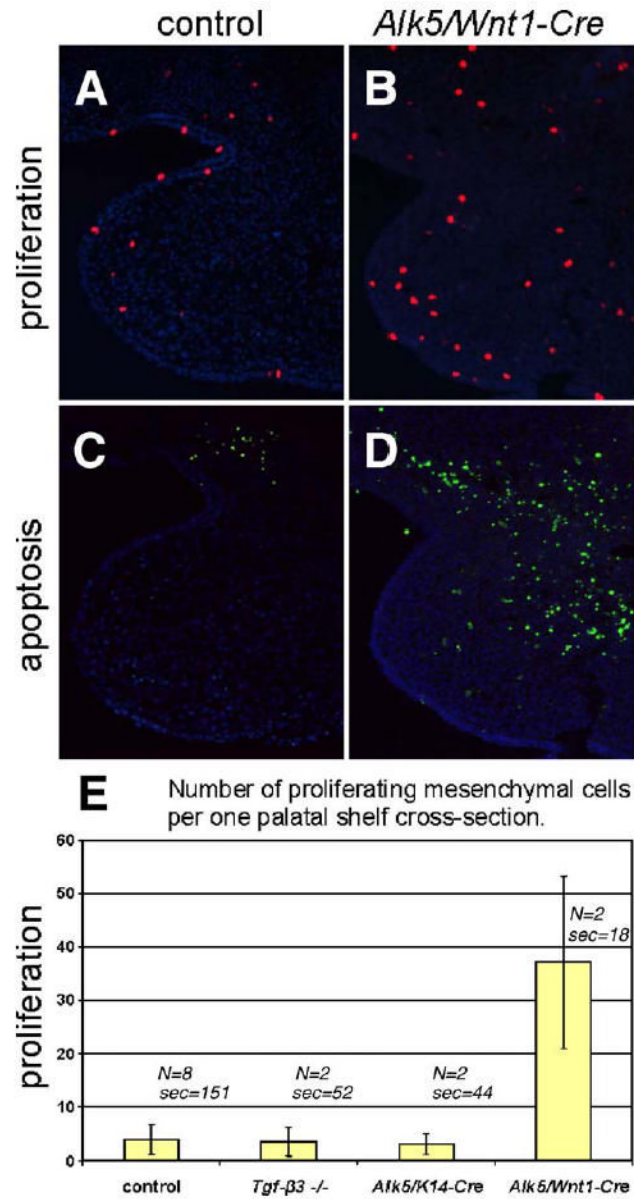 control
Alk5/Wnt1-Cre
proliferation
A
B
apoptosis
C
D
E
Number of proliferating mesenchymal cells
per one palatal shelf cross-section.
proliferation
60
50
40
30
20
10
0
N=8
sec=151
N=2
sec=52
N=2
sec=44
N=2
sec=18
control
Tgf-β3 -/-
Alk5/K14-Cre
Alk5/Wnt1-Cre